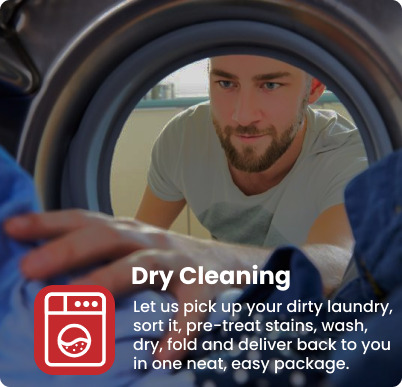 Dry Cleaning
Let us pick up your dirty laundry,
sort it, pre-treat stains, wash,
dry, fold and deliver back to you
in one neat, easy package.